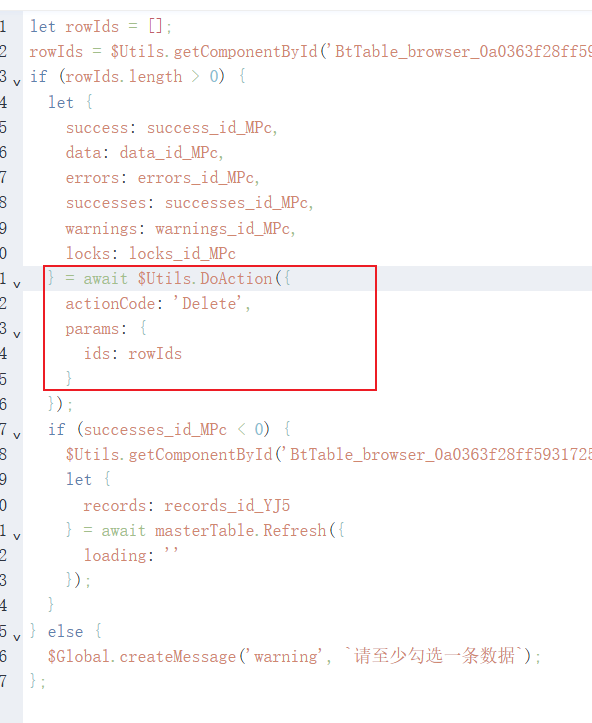 1 let rowIds = [];
2 rowIds = $Utils.getComponentById('BtTable_browser_0a0363f28ff59
3 if (rowIds.length > 0) {
4 let {
5 success: success_id_MPc,
6 data: data_id_MPc,
7 errors: errors_id_MPc,
8 successes: successes_id_MPc,
9 warnings: warnings_id_MPc,
0 locks: locks_id_MPc
1 } = await $Utils.DoAction({
2 actionCode: 'Delete',
3 params: {
4 ids: rowIds
5 }
6 });
7 if (successes_id_MPc < 0) {
8 $Utils.getComponentById('BtTable_browser_0a0363f28ff5931725
9 let {
0 records: records_id_YJ5
1 } = await masterTable.Refresh({
2 loading: ''
3 });
4 }
5 } else {
6 $Global.createMessage('warning', `请至少勾选一条数据`);
7 };